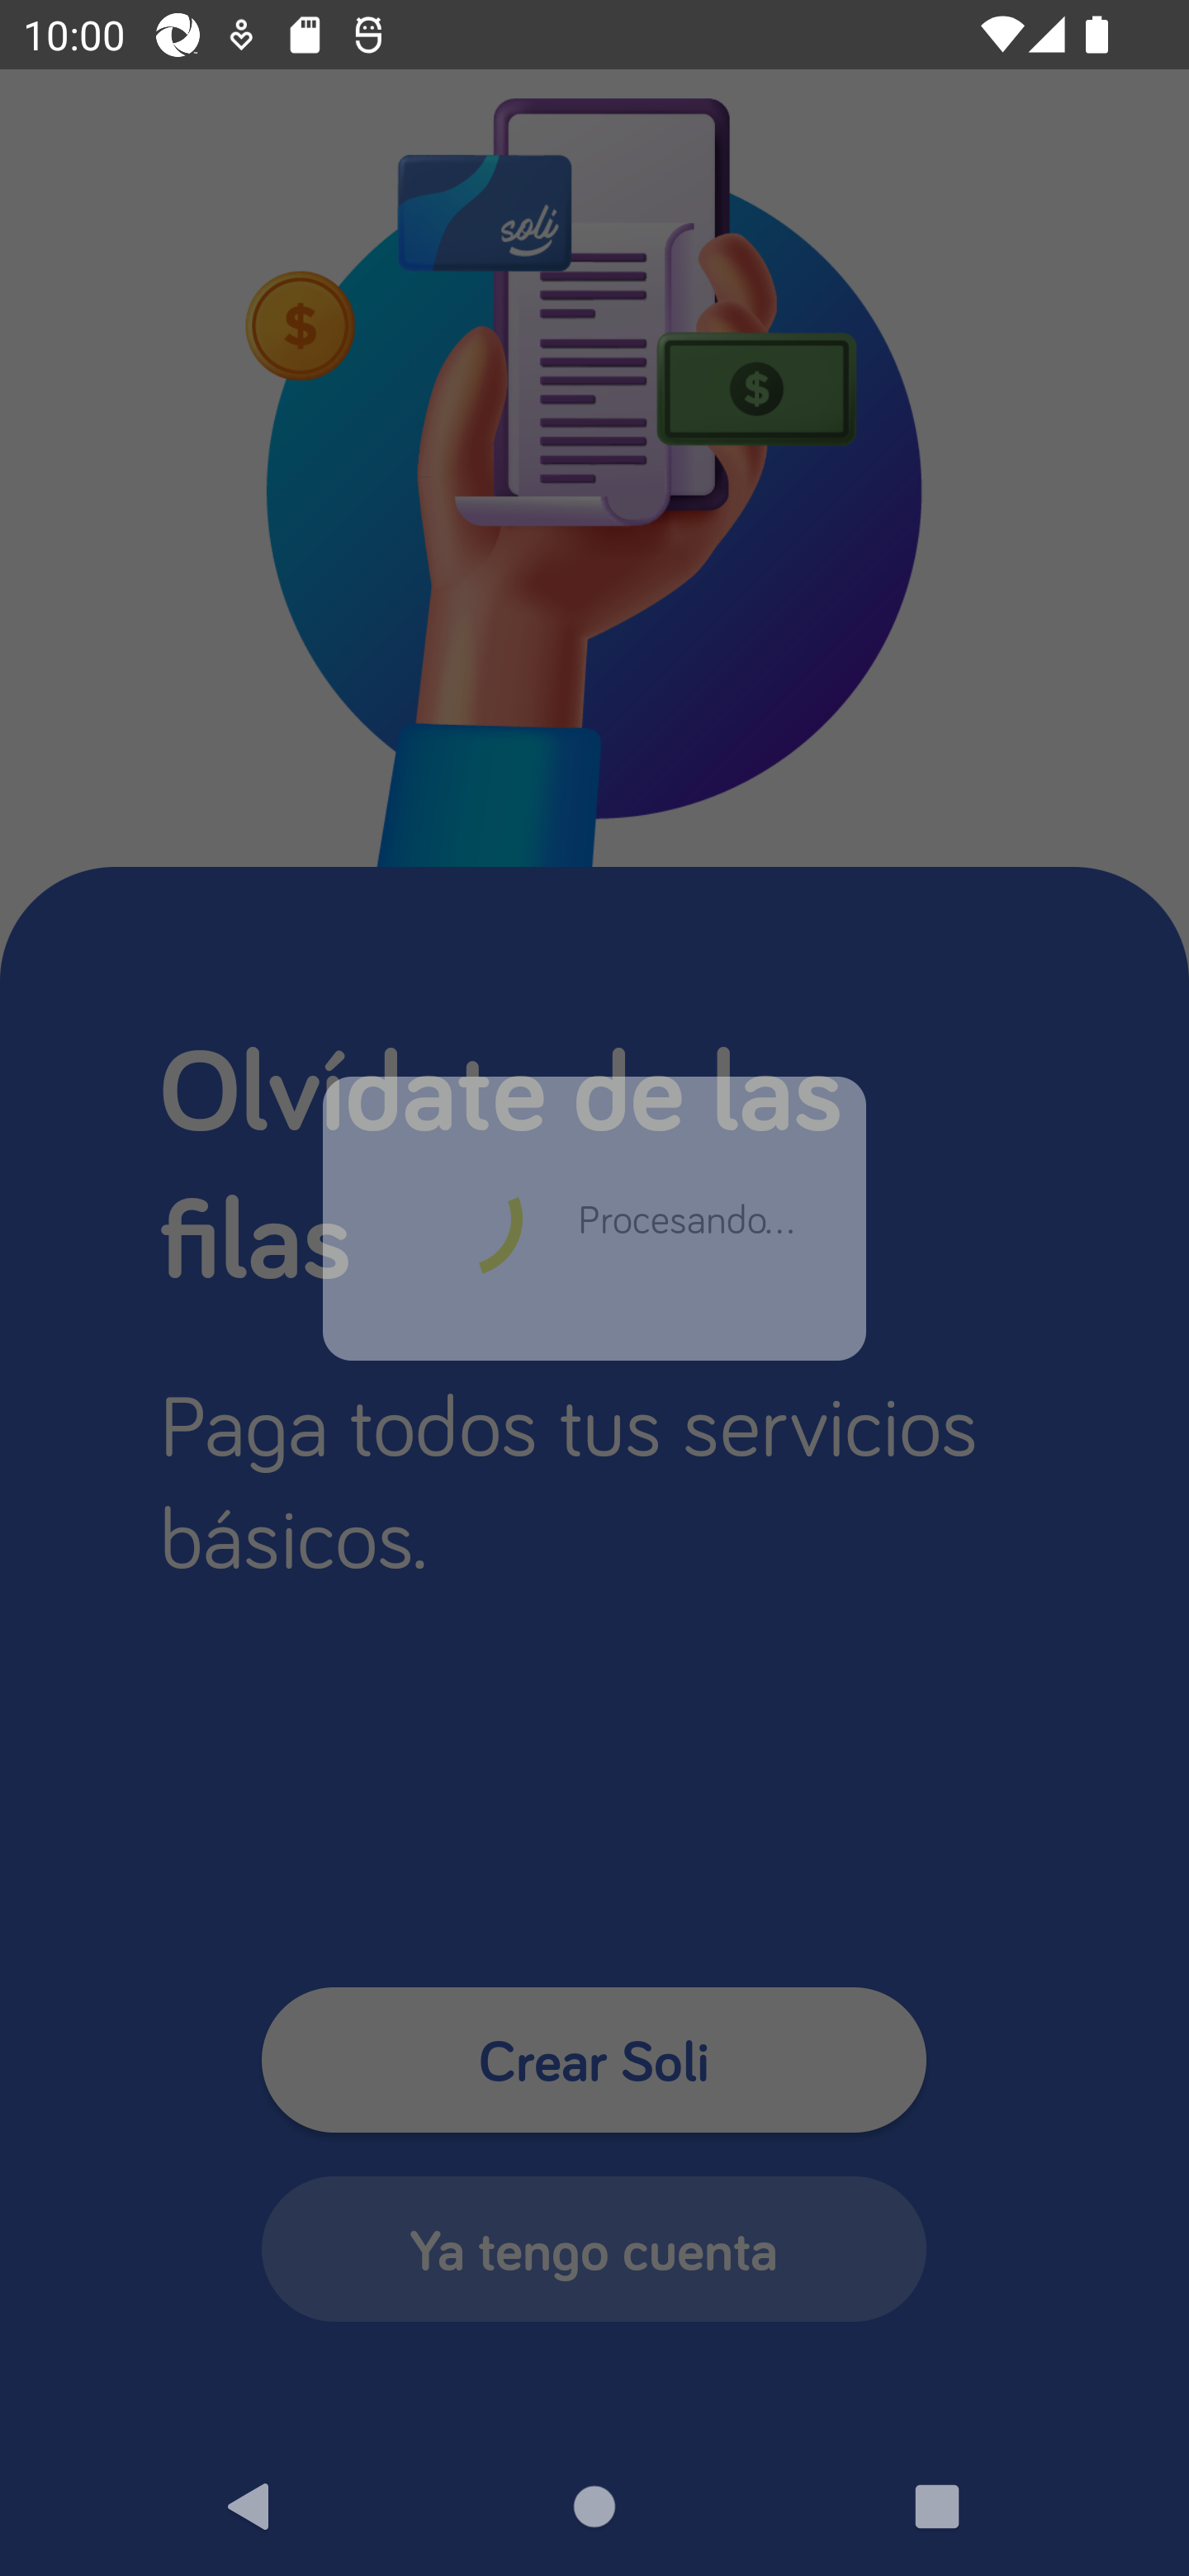 10:00
soli
$
$
Olvídate de las
filas
Procesando...
Paga todos tus servicios
básicos.
Crear Soli
Ya tengo cuenta